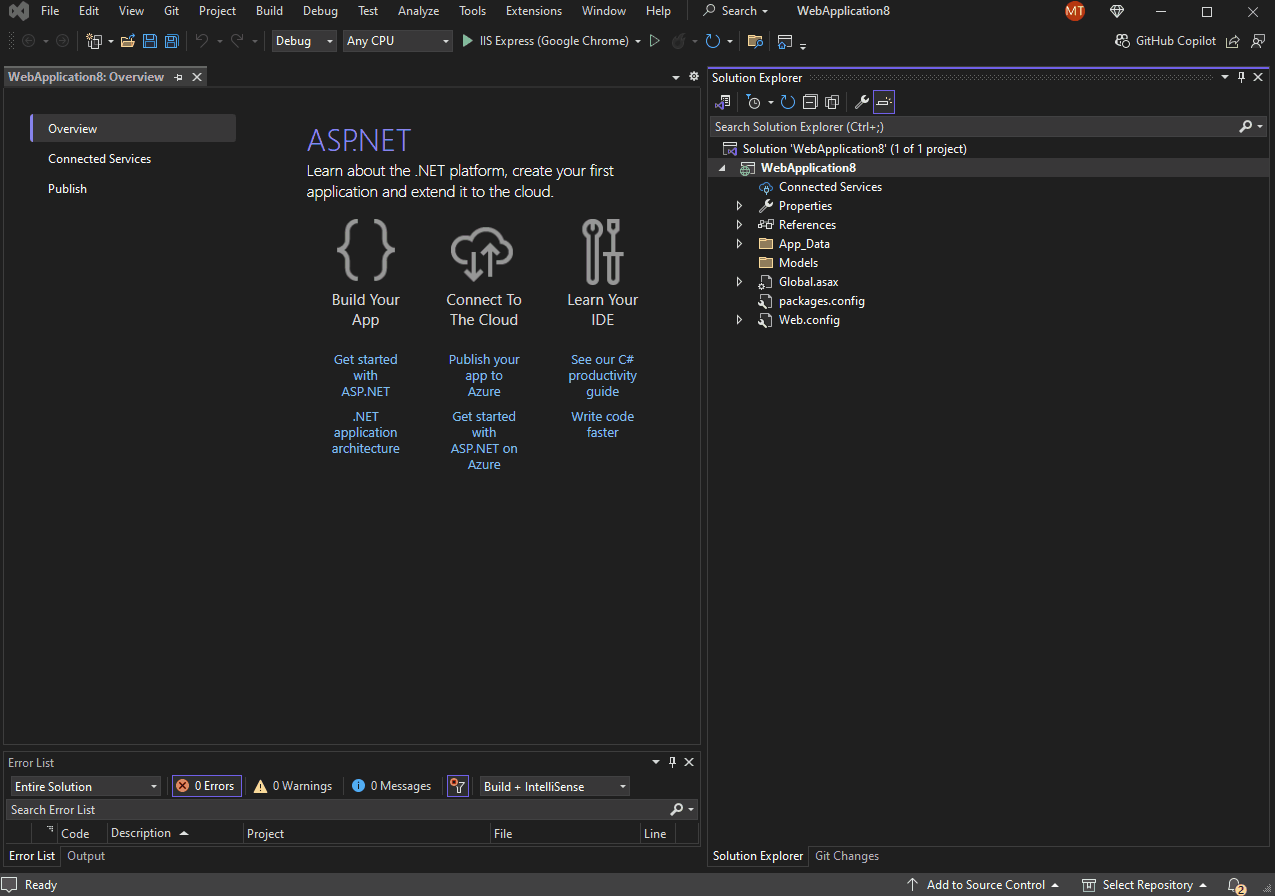 File Edit View Git Project Build Debug Test Analyze Tools Extensions Window Help Search WebApplication8 MT
Debug Any CPU IIS Express (Google Chrome) GitHub Copilot
WebApplication8: Overview
Overview
Connected Services
Publish
ASP.NET
Learn about the .NET platform, create your first
application and extend it to the cloud.
Build Your
App
Connect To
The Cloud
Learn Your
IDE
Get started
with
ASP.NET
.NET
application
architecture
Publish your
app to
Azure
Get started
with
ASP.NET on
Azure
See our C#
productivity
guide
Write code
faster
Solution Explorer
Search Solution Explorer (Ctrl+;)
Solution 'WebApplication8' (1 of 1 project)
WebApplication8
Connected Services
Properties
References
App_Data
Models
Global.asax
packages.config
Web.config
Error List
Entire Solution 0 Errors 0 Warnings 0 Messages Build + IntelliSense
Search Error List
Code Description Project File Line
Error List Output
Solution Explorer Git Changes
Ready Add to Source Control Select Repository 2